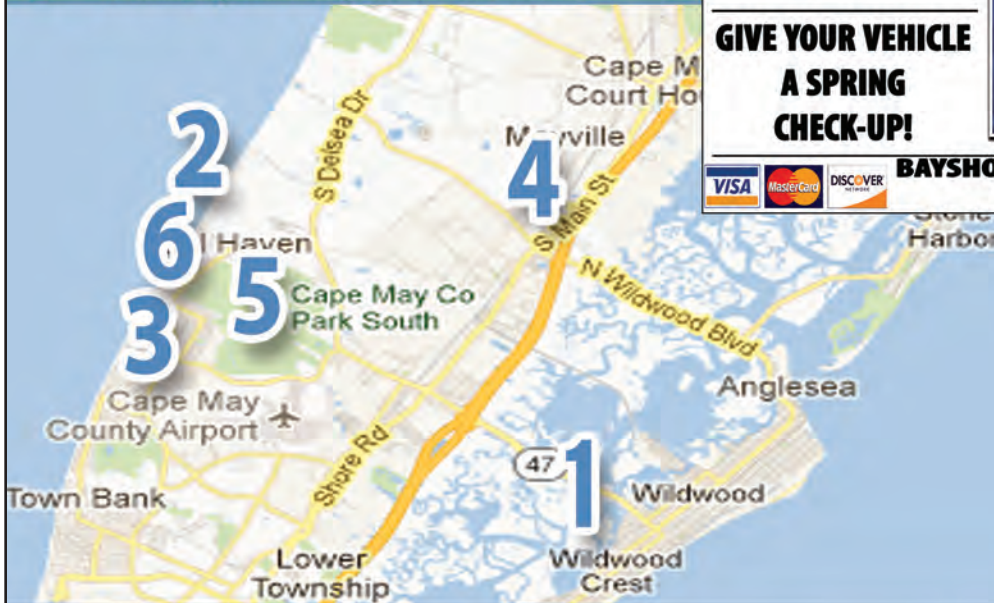 GIVE YOUR VEHICLE
A SPRING
CHECK-UP!
VISA
MasterCard
DISCOVER
NETWORK
BAYSHO
Cape M
Court Ho
S Delsea Dr
2
4
S Main St
Harbor
6
Haven
5
Cape May Co
Park South
N Wildwood Blvd
3
Anglesea
Cape May
County Airport
47
1
Shore Rd
Town Bank
Wildwood
Lower
Township
Wildwood
Crest